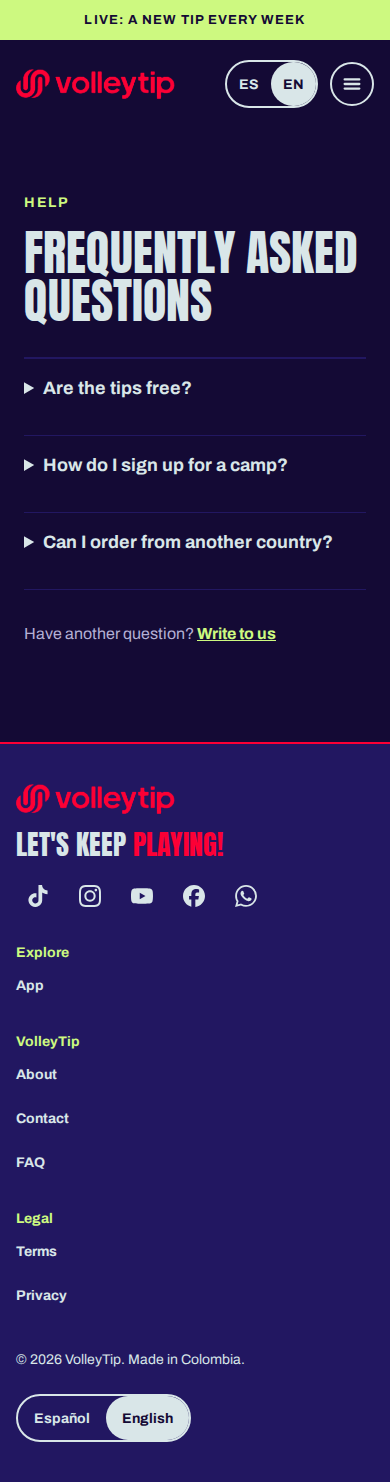 LIVE: A NEW TIP EVERY WEEK
volleytip
ES EN
HELP
FREQUENTLY ASKED
QUESTIONS
Are the tips free?
How do I sign up for a camp?
Can I order from another country?
Have another question? Write to us
volleytip
LET'S KEEP PLAYING!
Explore
App
VolleyTip
About
Contact
FAQ
Legal
Terms
Privacy
© 2026 VolleyTip. Made in Colombia.
Español English